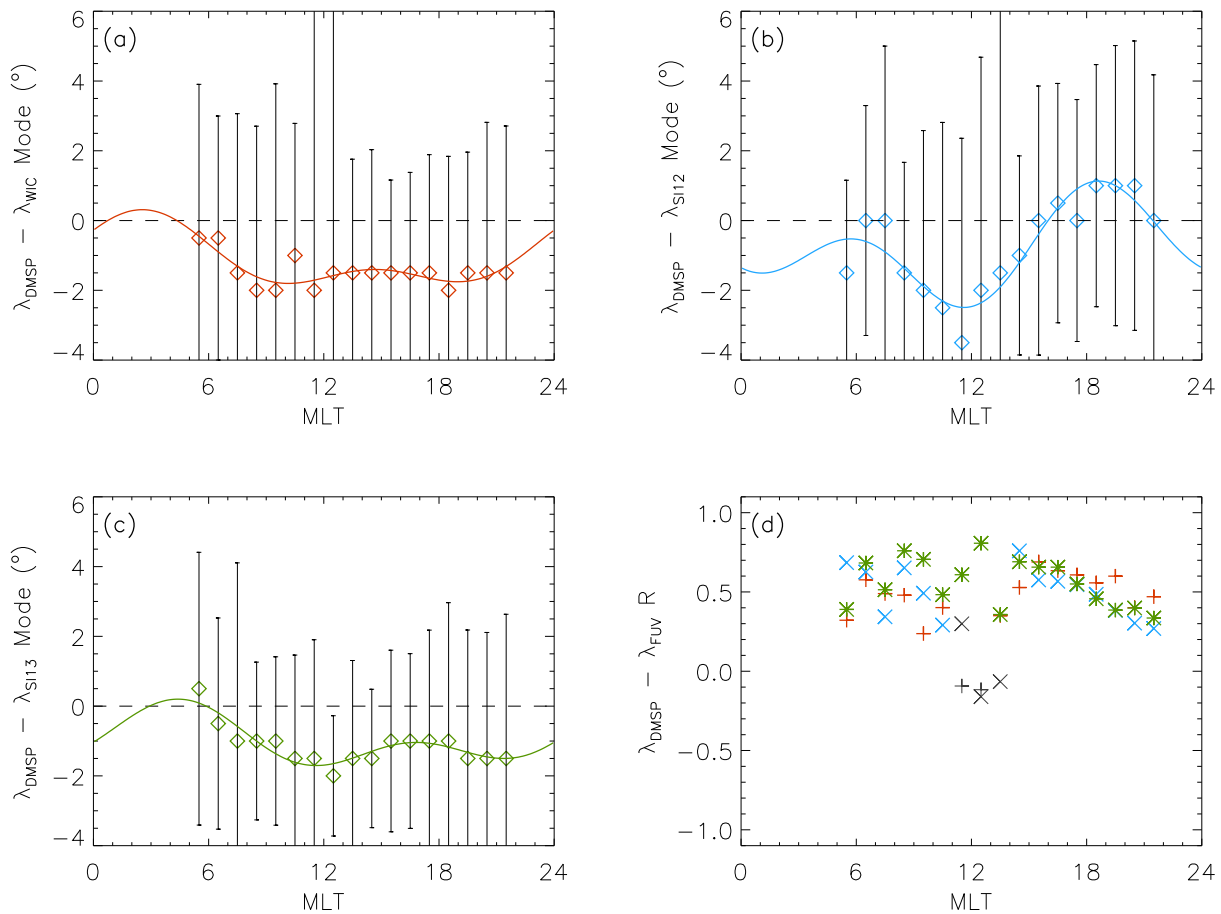 (a)
6
4
2
0
−2
−4
λDMSP − λWIC Mode (°)
0 6 12 18 24
MLT
(b)
6
4
2
0
−2
−4
λDMSP − λSI12 Mode (°)
0 6 12 18 24
MLT
(c)
6
4
2
0
−2
−4
λDMSP − λSI13 Mode (°)
0 6 12 18 24
MLT
(d)
1.0
0.5
0.0
−0.5
−1.0
λDMSP − λFUV R
0 6 12 18 24
MLT